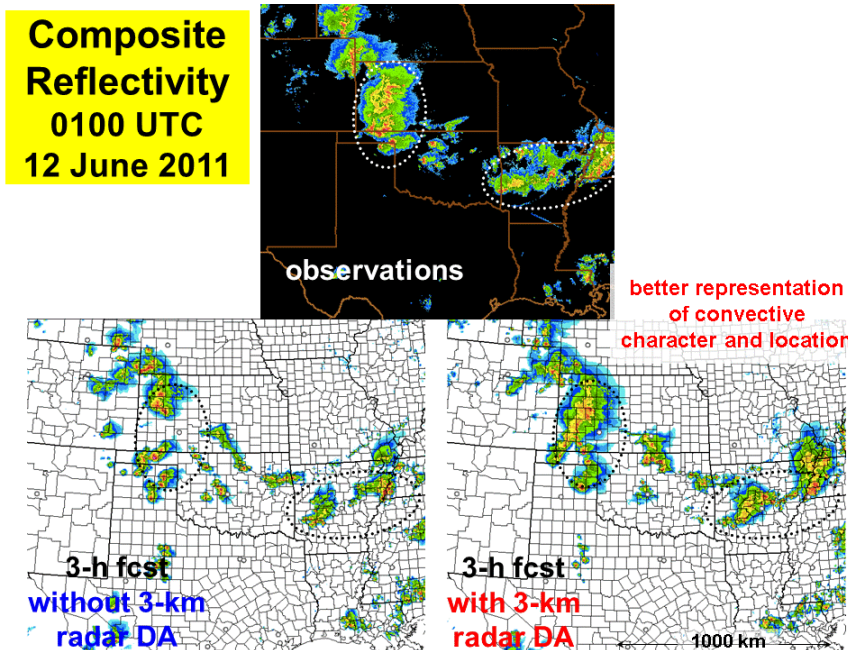 Composite
Reflectivity
0100 UTC
12 June 2011
observations
better representation
of convective
character and location
3-h fcst
without 3-km
radar DA
3-h fcst
with 3-km
radar DA
1000 km